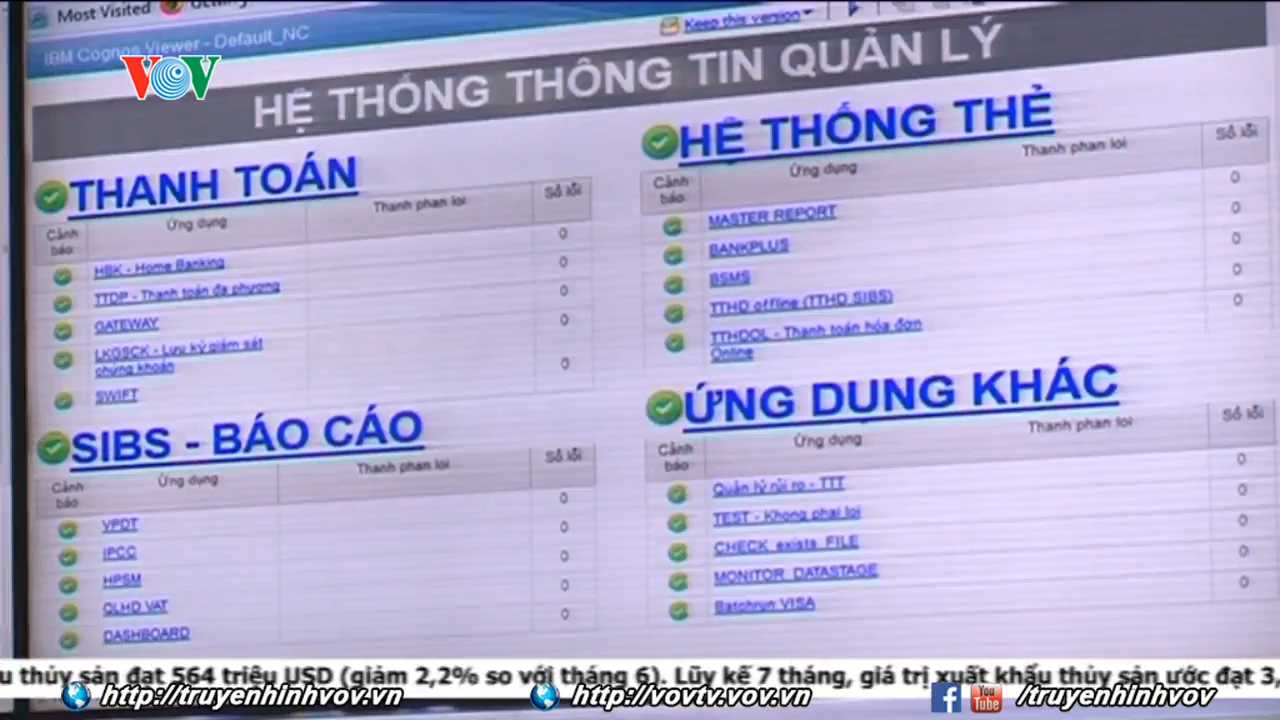 Most Visited
Keep this version
IBM Cognos Viewer - Default_NC
VOV
HỆ THỐNG THÔNG TIN QUẢN LÝ
THANH TOÁN
Cảnh báo Ứng dụng Thanh phan loi Số lỗi
HBK - Home Banking 0
TTDP - Thanh toán đa phương 0
GATEWAY 0
LKGSCK - Lưu ký giám sát 0
chứng khoán
SWIFT 0
HỆ THỐNG THẺ
Cảnh báo Ứng dụng Thanh phan loi Số lỗi
MASTER REPORT 0
BANKPLUS 0
BSMS 0
TTHD offline (TTHD SIBS) 0
TTHDOL - Thanh toán hóa đơn 0
Online
SIBS - BÁO CÁO
Cảnh báo Ứng dụng Thanh phan loi Số lỗi
VPDT 0
IPCC 0
HPSM 0
QLHD VAT 0
DASHBOARD 0
ỨNG DỤNG KHÁC
Cảnh báo Ứng dụng Thanh phan loi Số lỗi
Quản lý rủi ro - TTT 0
TEST - Khong phai loi 0
CHECK exists FILE 0
MONITOR DATASTAGE 0
Batchrun VISA 0
u thủy sản đạt 564 triệu USD (giảm 2,2% so với tháng 6). Lũy kế 7 tháng, giá trị xuất khẩu thủy sản ước đạt 3,
http://truyenhinhvov.vn http://vovtv.vov.vn f You Tube /truyenhinhvov